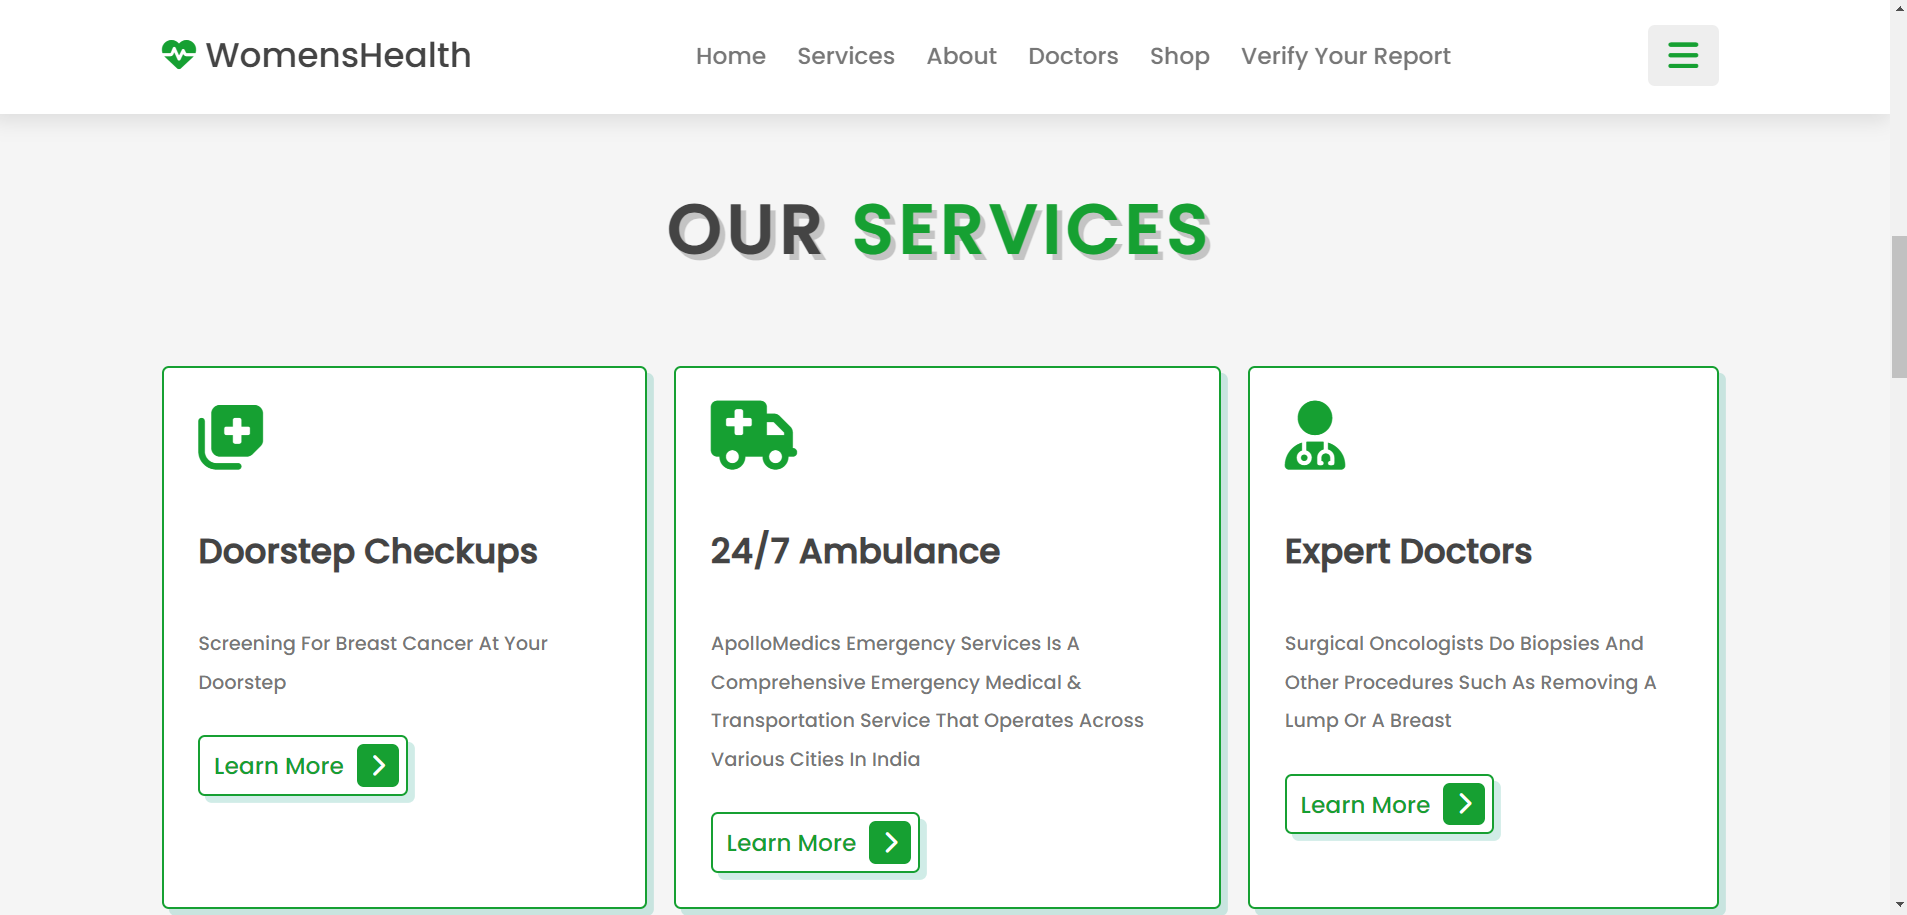 WomensHealth
Home Services About Doctors Shop Verify Your Report
OUR SERVICES
Doorstep Checkups
Screening For Breast Cancer At Your
Doorstep
Learn More
24/7 Ambulance
ApolloMedics Emergency Services Is A
Comprehensive Emergency Medical &
Transportation Service That Operates Across
Various Cities In India
Learn More
Expert Doctors
Surgical Oncologists Do Biopsies And
Other Procedures Such As Removing A
Lump Or A Breast
Learn More